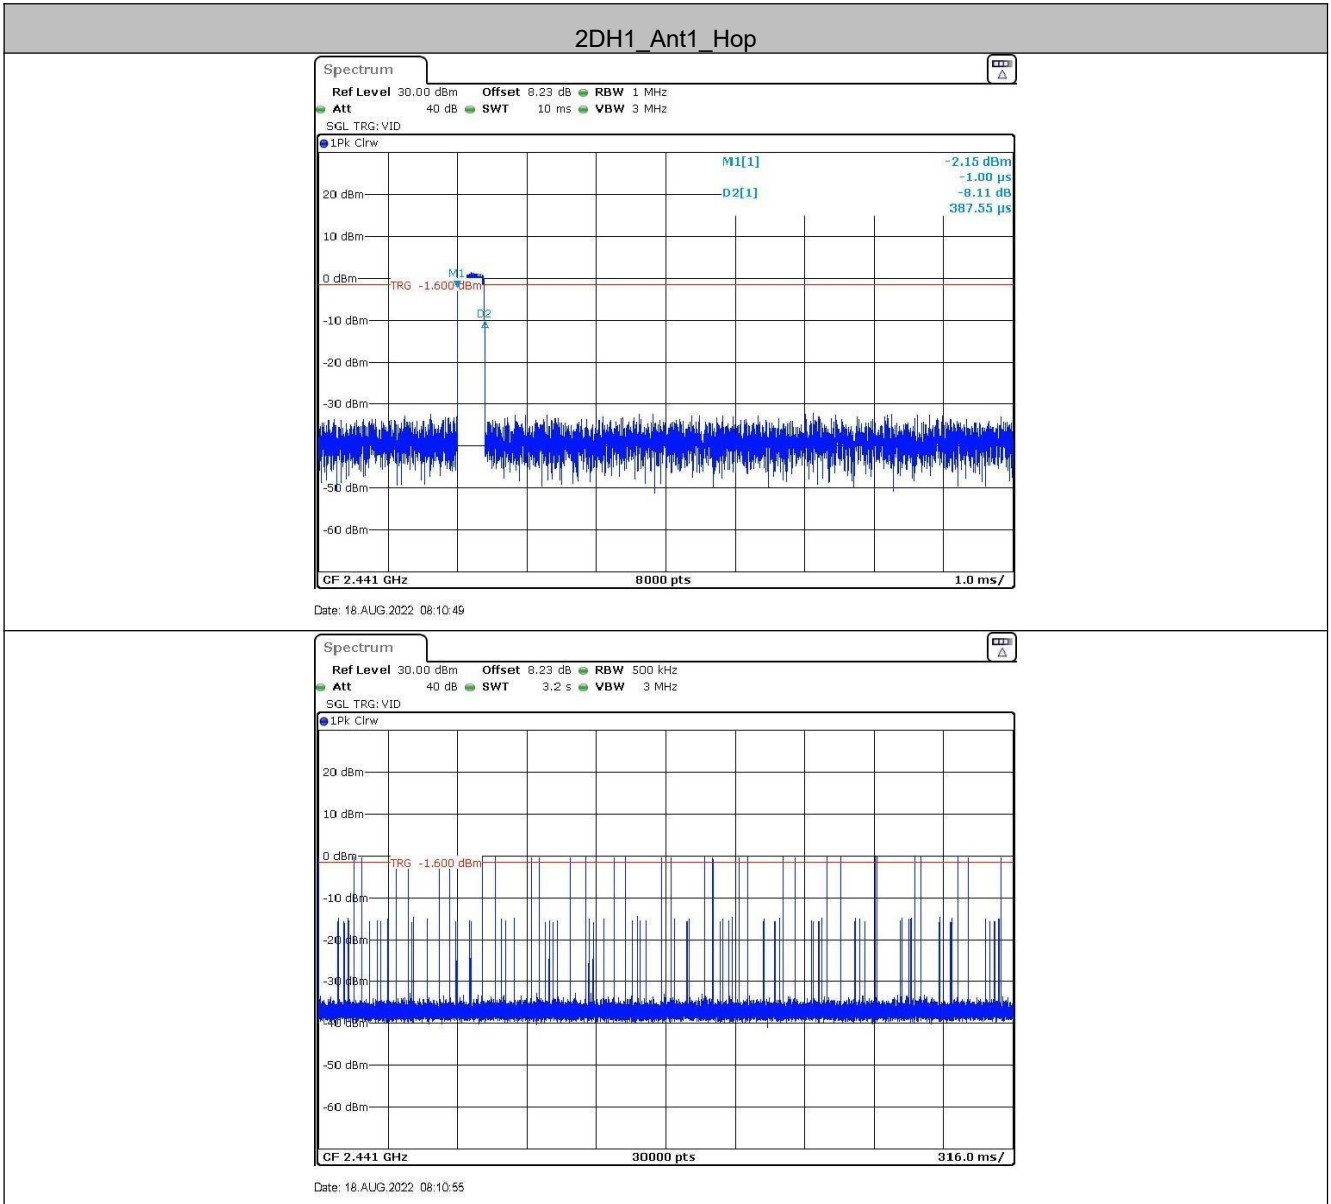 2DH1_Ant1_Hop
Spectrum
Ref Level 30.00 dBm Offset 8.23 dB RBW 1 MHz
Att 40 dB SWT 10 ms VBW 3 MHz
SGL TRG: VID
1Pk Clrw
M1[1] -2.15 dBm
-1.00 µs
20 dBm D2[1] -8.11 dB
387.55 µs
10 dBm
M1
0 dBm
TRG -1.600 dBm
D2
-10 dBm
-20 dBm
-30 dBm
-50 dBm
-60 dBm
CF 2.441 GHz 8000 pts 1.0 ms/
Date: 18.AUG.2022 08:10:49
Spectrum
Ref Level 30.00 dBm Offset 8.23 dB RBW 500 kHz
Att 40 dB SWT 3.2 s VBW 3 MHz
SGL TRG: VID
1Pk Clrw
20 dBm
10 dBm
0 dBm
TRG -1.600 dBm
-10 dBm
-20 dBm
-30 dBm
-40 dBm
-50 dBm
-60 dBm
CF 2.441 GHz 30000 pts 316.0 ms/
Date: 18.AUG.2022 08:10:55